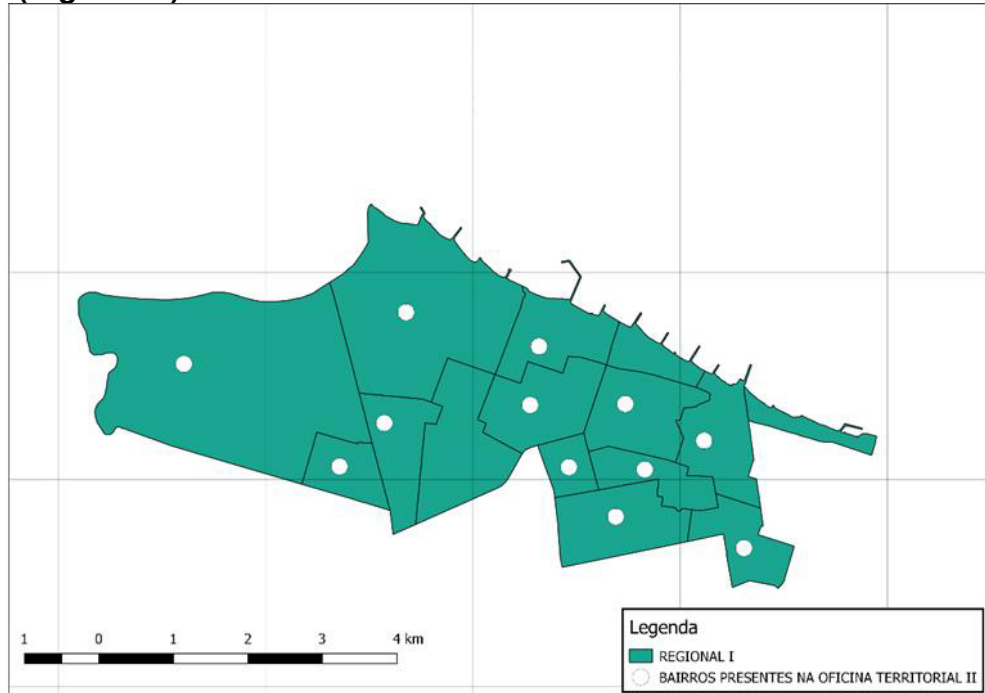 1 0 1 2 3 4 km
Legenda
REGIONAL I
BAIRROS PRESENTES NA OFICINA TERRITORIAL II